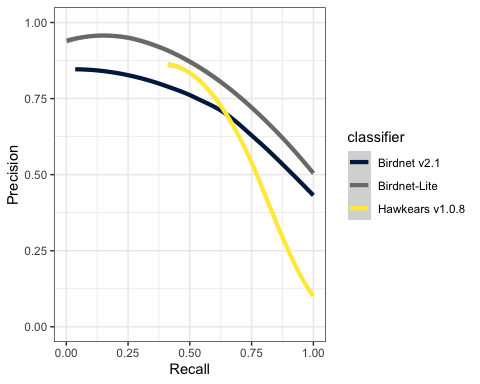 1.00
0.75
0.50
0.25
0.00
Precision
0.00 0.25 0.50 0.75 1.00
Recall
classifier
Birdnet v2.1
Birdnet-Lite
Hawkears v1.0.8